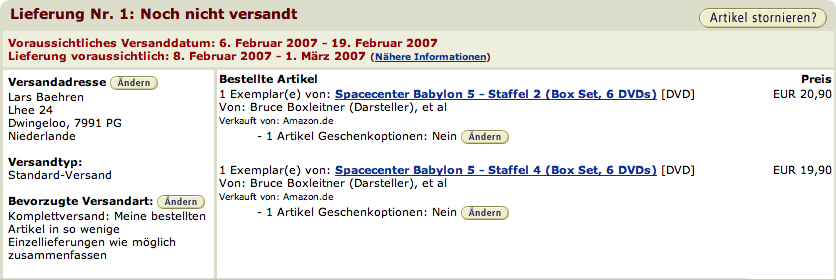 Lieferung Nr. 1: Noch nicht versandt
Artikel stornieren?
Voraussichtliches Versanddatum: 6. Februar 2007 - 19. Februar 2007
Lieferung voraussichtlich: 8. Februar 2007 - 1. März 2007 (Nähere Informationen)
Versandadresse Ändern
Lars Baehren
Lhee 24
Dwingeloo, 7991 PG
Niederlande
Versandtyp:
Standard-Versand
Bevorzugte Versandart: Ändern
Komplettversand: Meine bestellten
Artikel in so wenige
Einzellieferungen wie möglich
zusammenfassen
Bestellte Artikel Preis
1 Exemplar(e) von: Spacecenter Babylon 5 - Staffel 2 (Box Set, 6 DVDs) [DVD] EUR 20,90
Von: Bruce Boxleitner (Darsteller), et al
Verkauft von: Amazon.de
- 1 Artikel Geschenkoptionen: Nein Ändern
1 Exemplar(e) von: Spacecenter Babylon 5 - Staffel 4 (Box Set, 6 DVDs) [DVD] EUR 19,90
Von: Bruce Boxleitner (Darsteller), et al
Verkauft von: Amazon.de
- 1 Artikel Geschenkoptionen: Nein Ändern